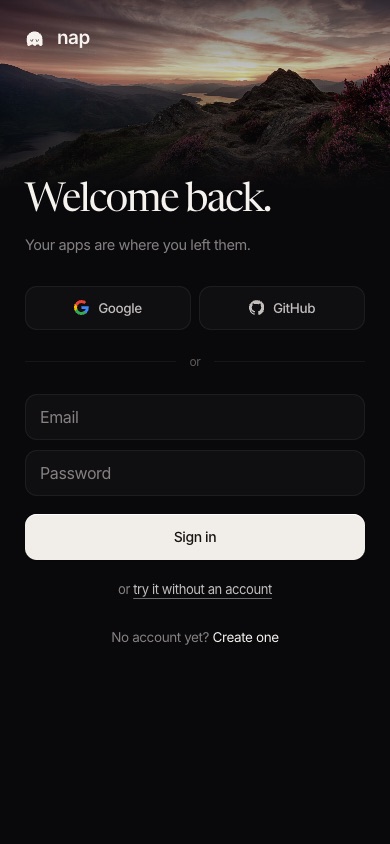 nap
Welcome back.
Your apps are where you left them.
Google
GitHub
or
Email
Password
Sign in
or try it without an account
No account yet? Create one